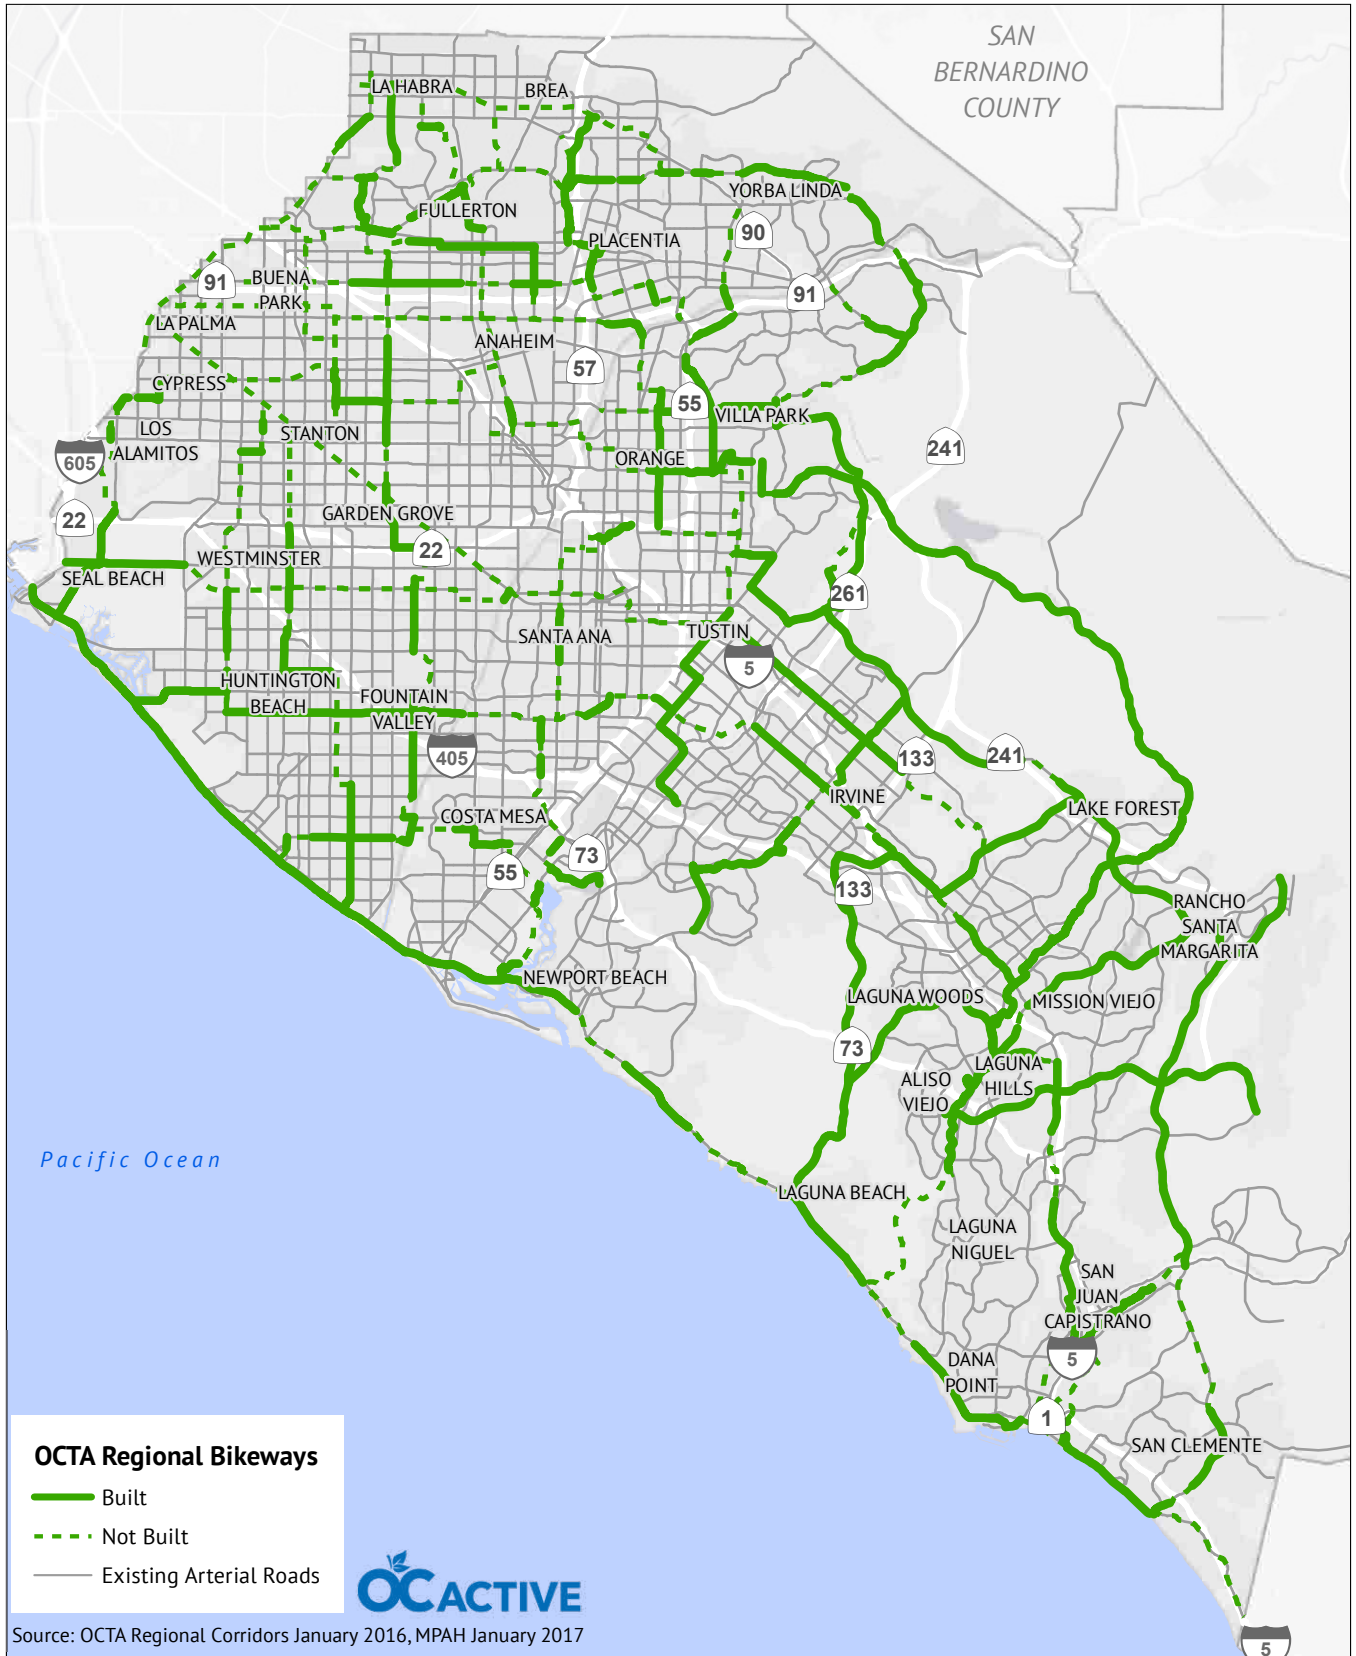 SAN
BERNARDINO
COUNTY
LA HABRA
BREA
YORBA LINDA
FULLERTON
90
PLACENTIA
91
BUENA
PARK
91
LA PALMA
ANAHEIM
57
CYPRESS
55
VILLA PARK
LOS
ALAMITOS
STANTON
241
605
ORANGE
22
GARDEN GROVE
22
WESTMINSTER
SEAL BEACH
261
SANTA ANA
TUSTIN
5
HUNTINGTON
BEACH
FOUNTAIN
VALLEY
405
133
241
IRVINE
LAKE FOREST
COSTA MESA
73
55
133
RANCHO
SANTA
MARGARITA
NEWPORT BEACH
LAGUNA WOODS
MISSION VIEJO
73
LAGUNA
HILLS
ALISO
VIEJO
Pacific Ocean
LAGUNA BEACH
LAGUNA
NIGUEL
SAN
JUAN
CAPISTRANO
5
DANA
POINT
1
SAN CLEMENTE
OCTA Regional Bikeways
Built
Not Built
Existing Arterial Roads
OC ACTIVE
Source: OCTA Regional Corridors January 2016, MPAH January 2017
5